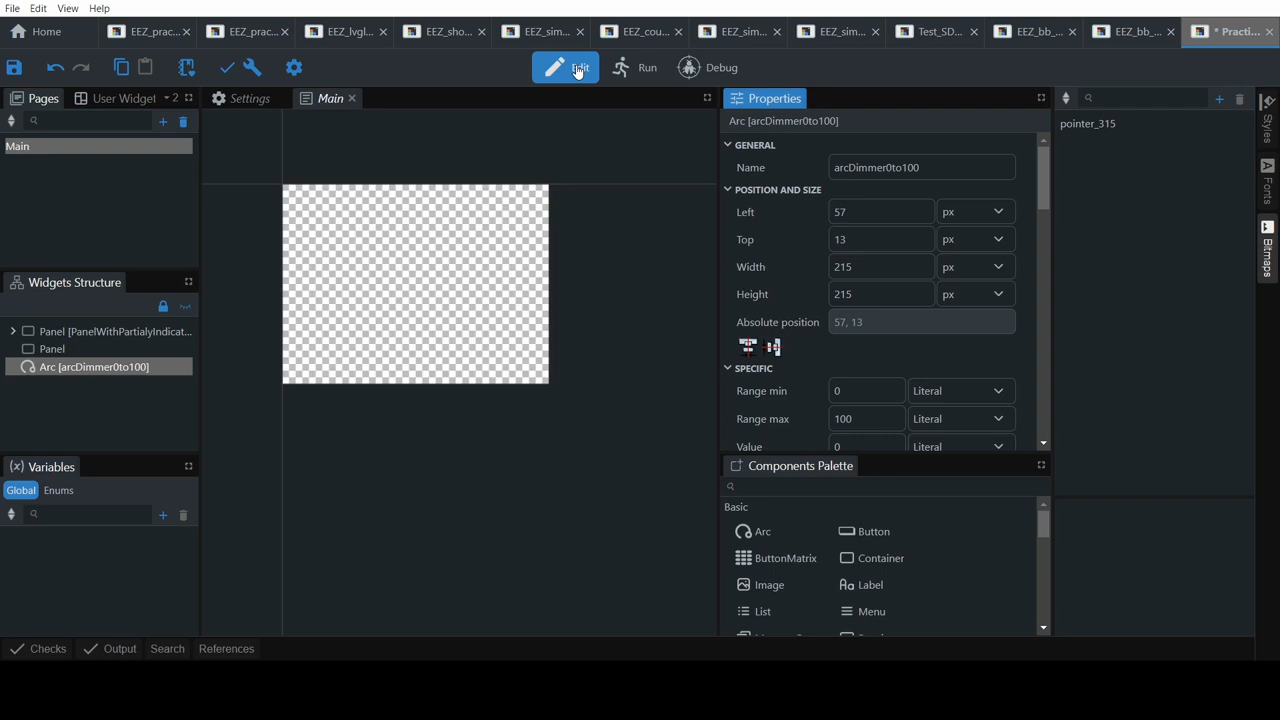 File Edit View Help
Home EEZ_prac... EEZ_prac... EEZ_lvgl... EEZ_sho... EEZ_sim... EEZ_cou... EEZ_sim... EEZ_sim... Test_SD... EEZ_bb_... EEZ_bb_... * Practi...
Edit Run Debug
Pages User Widget 2 Settings Main Properties
Arc [arcDimmer0to100]
pointer_315
Main
GENERAL
Name arcDimmer0to100
POSITION AND SIZE
Left 57 px
Top 13 px
Width 215 px
Height 215 px
Absolute position 57, 13
SPECIFIC
Range min 0 Literal
Range max 100 Literal
Value 0 Literal
Widgets Structure
Panel [PanelWithPartialyIndicat...
Panel
Arc [arcDimmer0to100]
(x) Variables
Global Enums
Components Palette
Basic
Arc Button
ButtonMatrix Container
Image Label
List Menu
Styles
Fonts
Bitmaps
Checks Output Search References